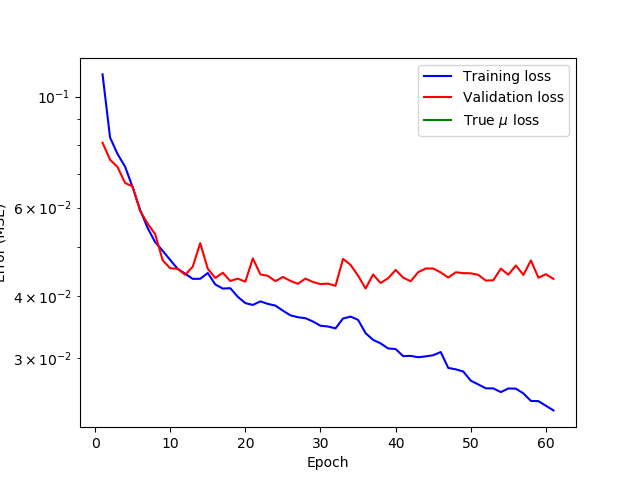 Training loss
Validation loss
True μ loss
10⁻¹
6 × 10⁻²
4 × 10⁻²
3 × 10⁻²
Error (MSE)
0 10 20 30 40 50 60
Epoch